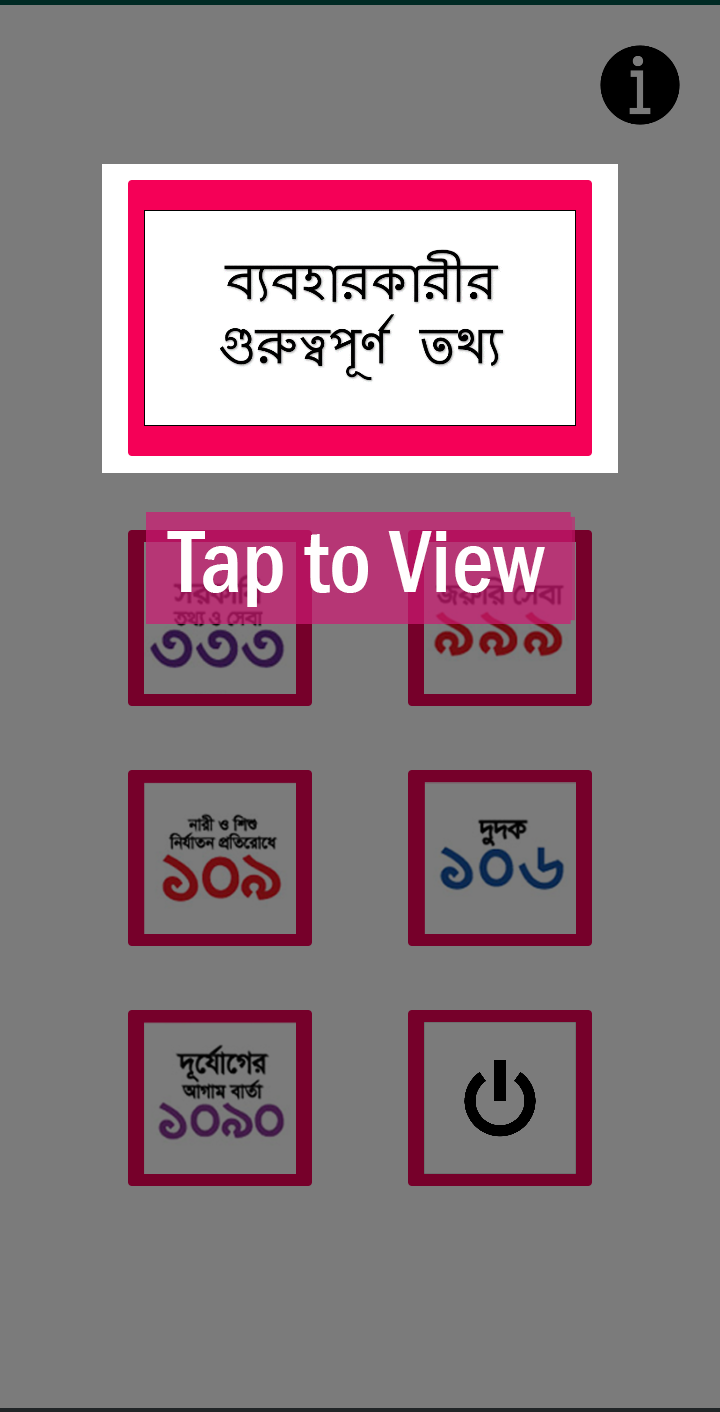 ব্যবহারকারীর
গুরুত্বপূর্ণ তথ্য
Tap to View
সরকারি
তথ্য ও সেবা
৩৩৩
জরুরি সেবা
৯৯৯
নারী ও শিশু
নির্যাতন প্রতিরোধে
১০৯
দুদক
১০৬
দূর্যোগের
আগাম বার্তা
১০৯০